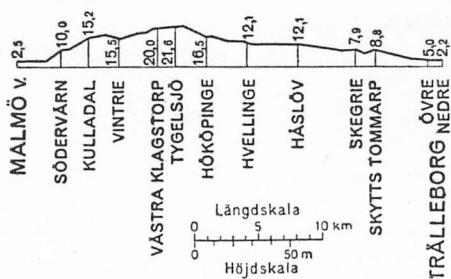 2,5
10,0
15,2
15,5
20,0
21,6
16,5
12,1
12,1
7,9
8,8
5,0
2,2
MALMÖ V.
SÖDERVÄRN
KULLADAL
VINTRIE
VÄSTRA KLAGSTORP
TYGELSJÖ
HÖKÖPINGE
HVELLINGE
HÅSLÖV
SKEGRIE
SKYTTS TOMMARP
TRÄLLEBORG ÖVRE
NEDRE
Längdskala
0 5 10 km
0 50 m
Höjdskala